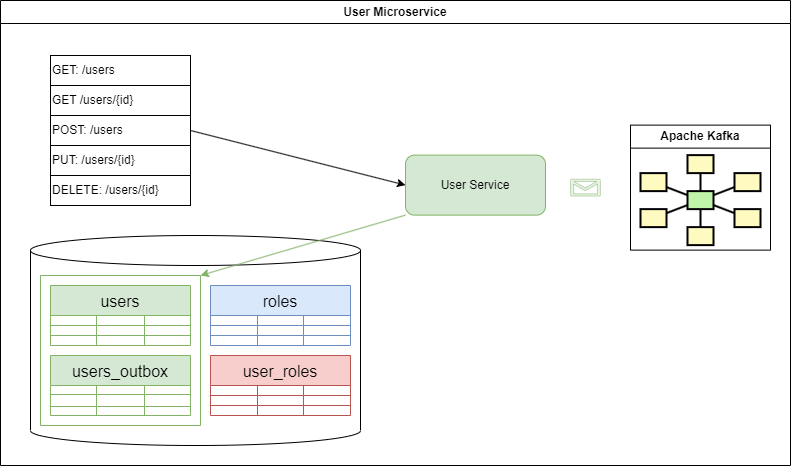 User Microservice
GET: /users
GET /users/{id}
POST: /users
PUT: /users/{id}
DELETE: /users/{id}
User Service
Apache Kafka
users
roles
users_outbox
user_roles